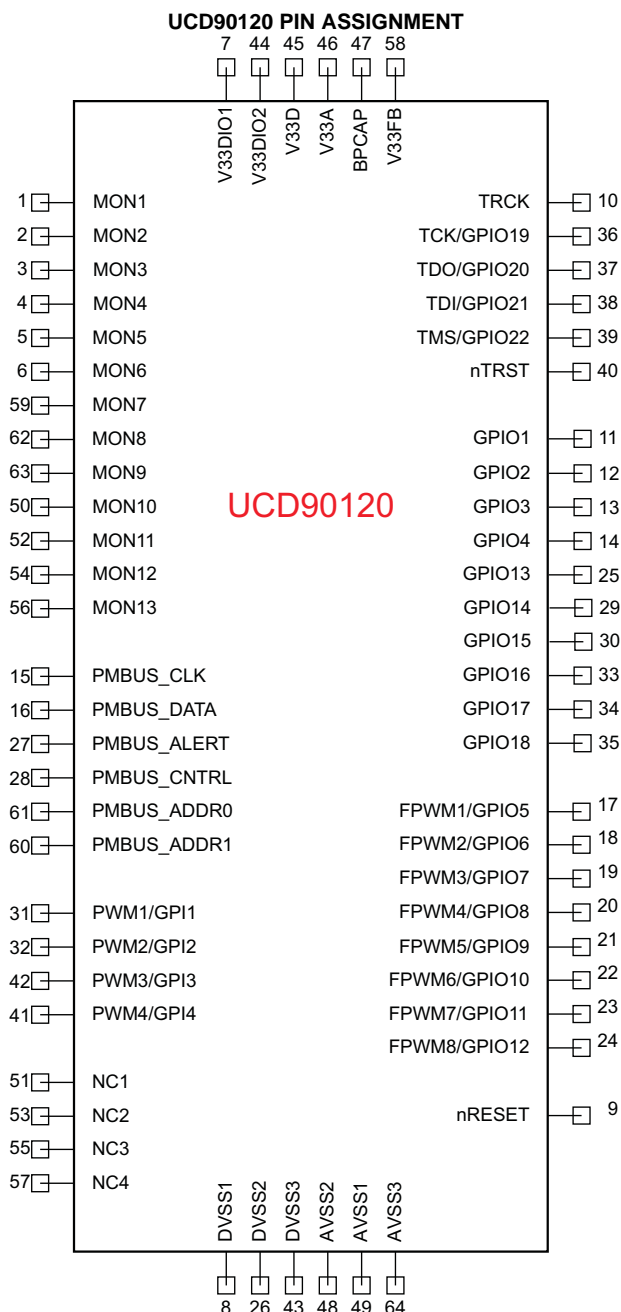 UCD90120 PIN ASSIGNMENT
7 44 45 46 47 58
V33DIO1 V33DIO2 V33D V33A BPCAP V33FB
1 MON1 TRCK 10
2 MON2 TCK/GPIO19 36
3 MON3 TDO/GPIO20 37
4 MON4 TDI/GPIO21 38
5 MON5 TMS/GPIO22 39
6 MON6 nTRST 40
59 MON7
62 MON8 GPIO1 11
63 MON9 GPIO2 12
50 MON10 UCD90120 GPIO3 13
52 MON11 GPIO4 14
54 MON12 GPIO13 25
56 MON13 GPIO14 29
GPIO15 30
15 PMBUS_CLK GPIO16 33
16 PMBUS_DATA GPIO17 34
27 PMBUS_ALERT GPIO18 35
28 PMBUS_CNTRL
61 PMBUS_ADDR0 FPWM1/GPIO5 17
60 PMBUS_ADDR1 FPWM2/GPIO6 18
FPWM3/GPIO7 19
31 PWM1/GPI1 FPWM4/GPIO8 20
32 PWM2/GPI2 FPWM5/GPIO9 21
42 PWM3/GPI3 FPWM6/GPIO10 22
41 PWM4/GPI4 FPWM7/GPIO11 23
FPWM8/GPIO12 24
51 NC1
53 NC2 nRESET 9
55 NC3
57 NC4
DVSS1 DVSS2 DVSS3 AVSS2 AVSS1 AVSS3
8 26 43 48 49 64